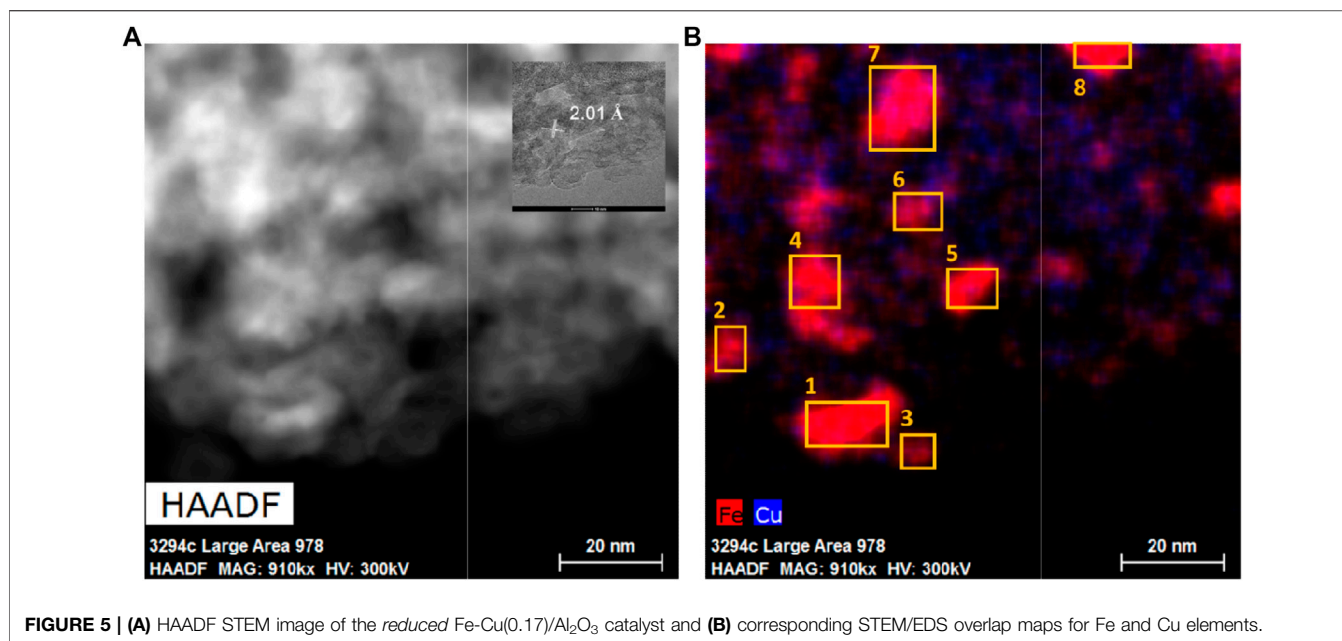 A
B
2.01 Å
10 nm
HAADF
3294c Large Area 978
HAADF MAG: 910kx HV: 300kV
20 nm
7
8
6
4
5
2
1
3
Fe Cu
3294c Large Area 978
HAADF MAG: 910kx HV: 300kV
20 nm
FIGURE 5 | (A) HAADF STEM image of the reduced Fe-Cu(0.17)/Al₂O₃ catalyst and (B) corresponding STEM/EDS overlap maps for Fe and Cu elements.